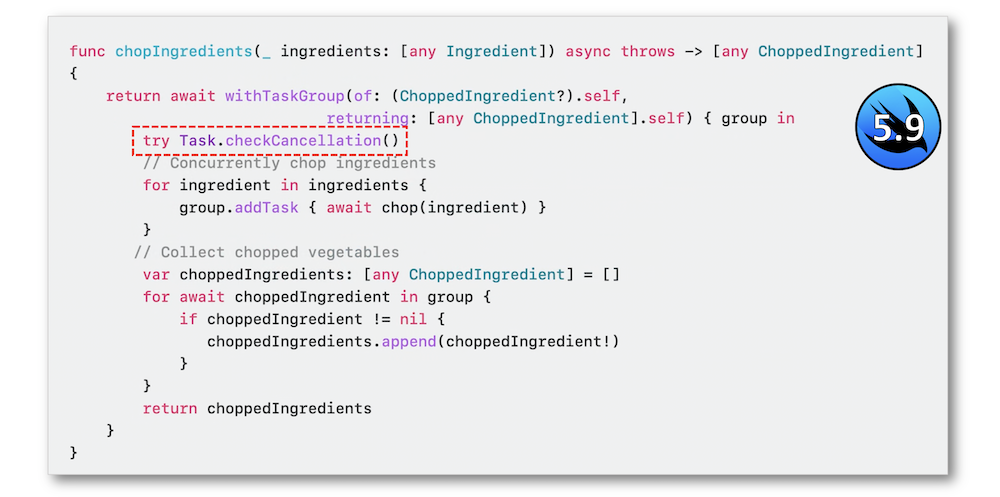 func chopIngredients(_ ingredients: [any Ingredient]) async throws -> [any ChoppedIngredient]
{
    return await withTaskGroup(of: (ChoppedIngredient?).self,
                               returning: [any ChoppedIngredient].self) { group in
        try Task.checkCancellation()
        // Concurrently chop ingredients
        for ingredient in ingredients {
            group.addTask { await chop(ingredient) }
        }
       // Collect chopped vegetables
        var choppedIngredients: [any ChoppedIngredient] = []
        for await choppedIngredient in group {
            if choppedIngredient != nil {
               choppedIngredients.append(choppedIngredient!)
            }
        }
        return choppedIngredients
    }
}
5.9